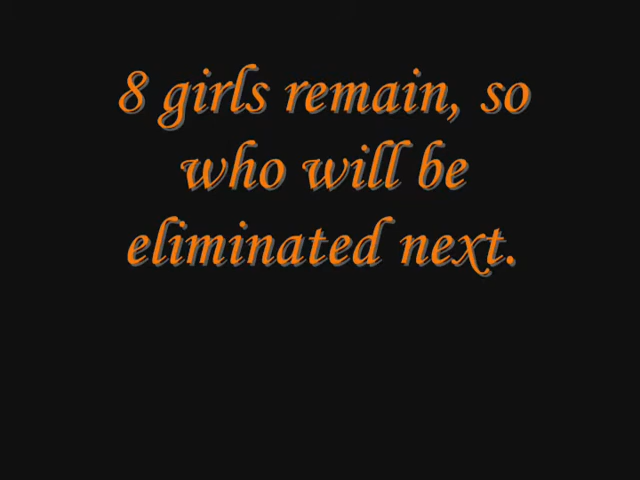 8 girls remain, so
who will be
eliminated next.